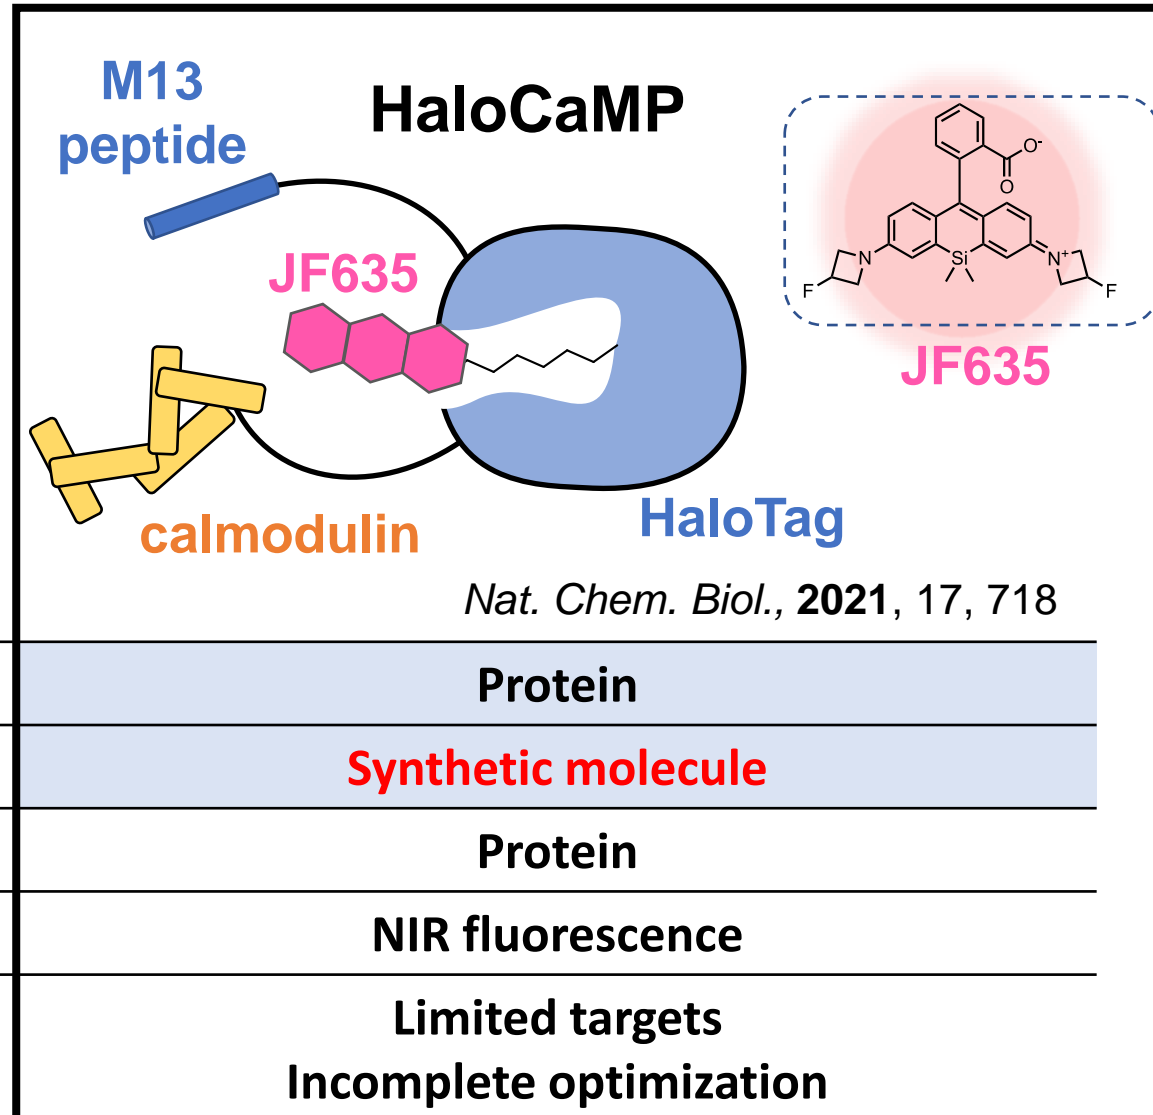 M13
peptide
HaloCaMP
JF635
calmodulin
HaloTag
O-
O
N
Si
N+
F
F
JF635
Nat. Chem. Biol., 2021, 17, 718
Protein
Synthetic molecule
Protein
NIR fluorescence
Limited targets
Incomplete optimization